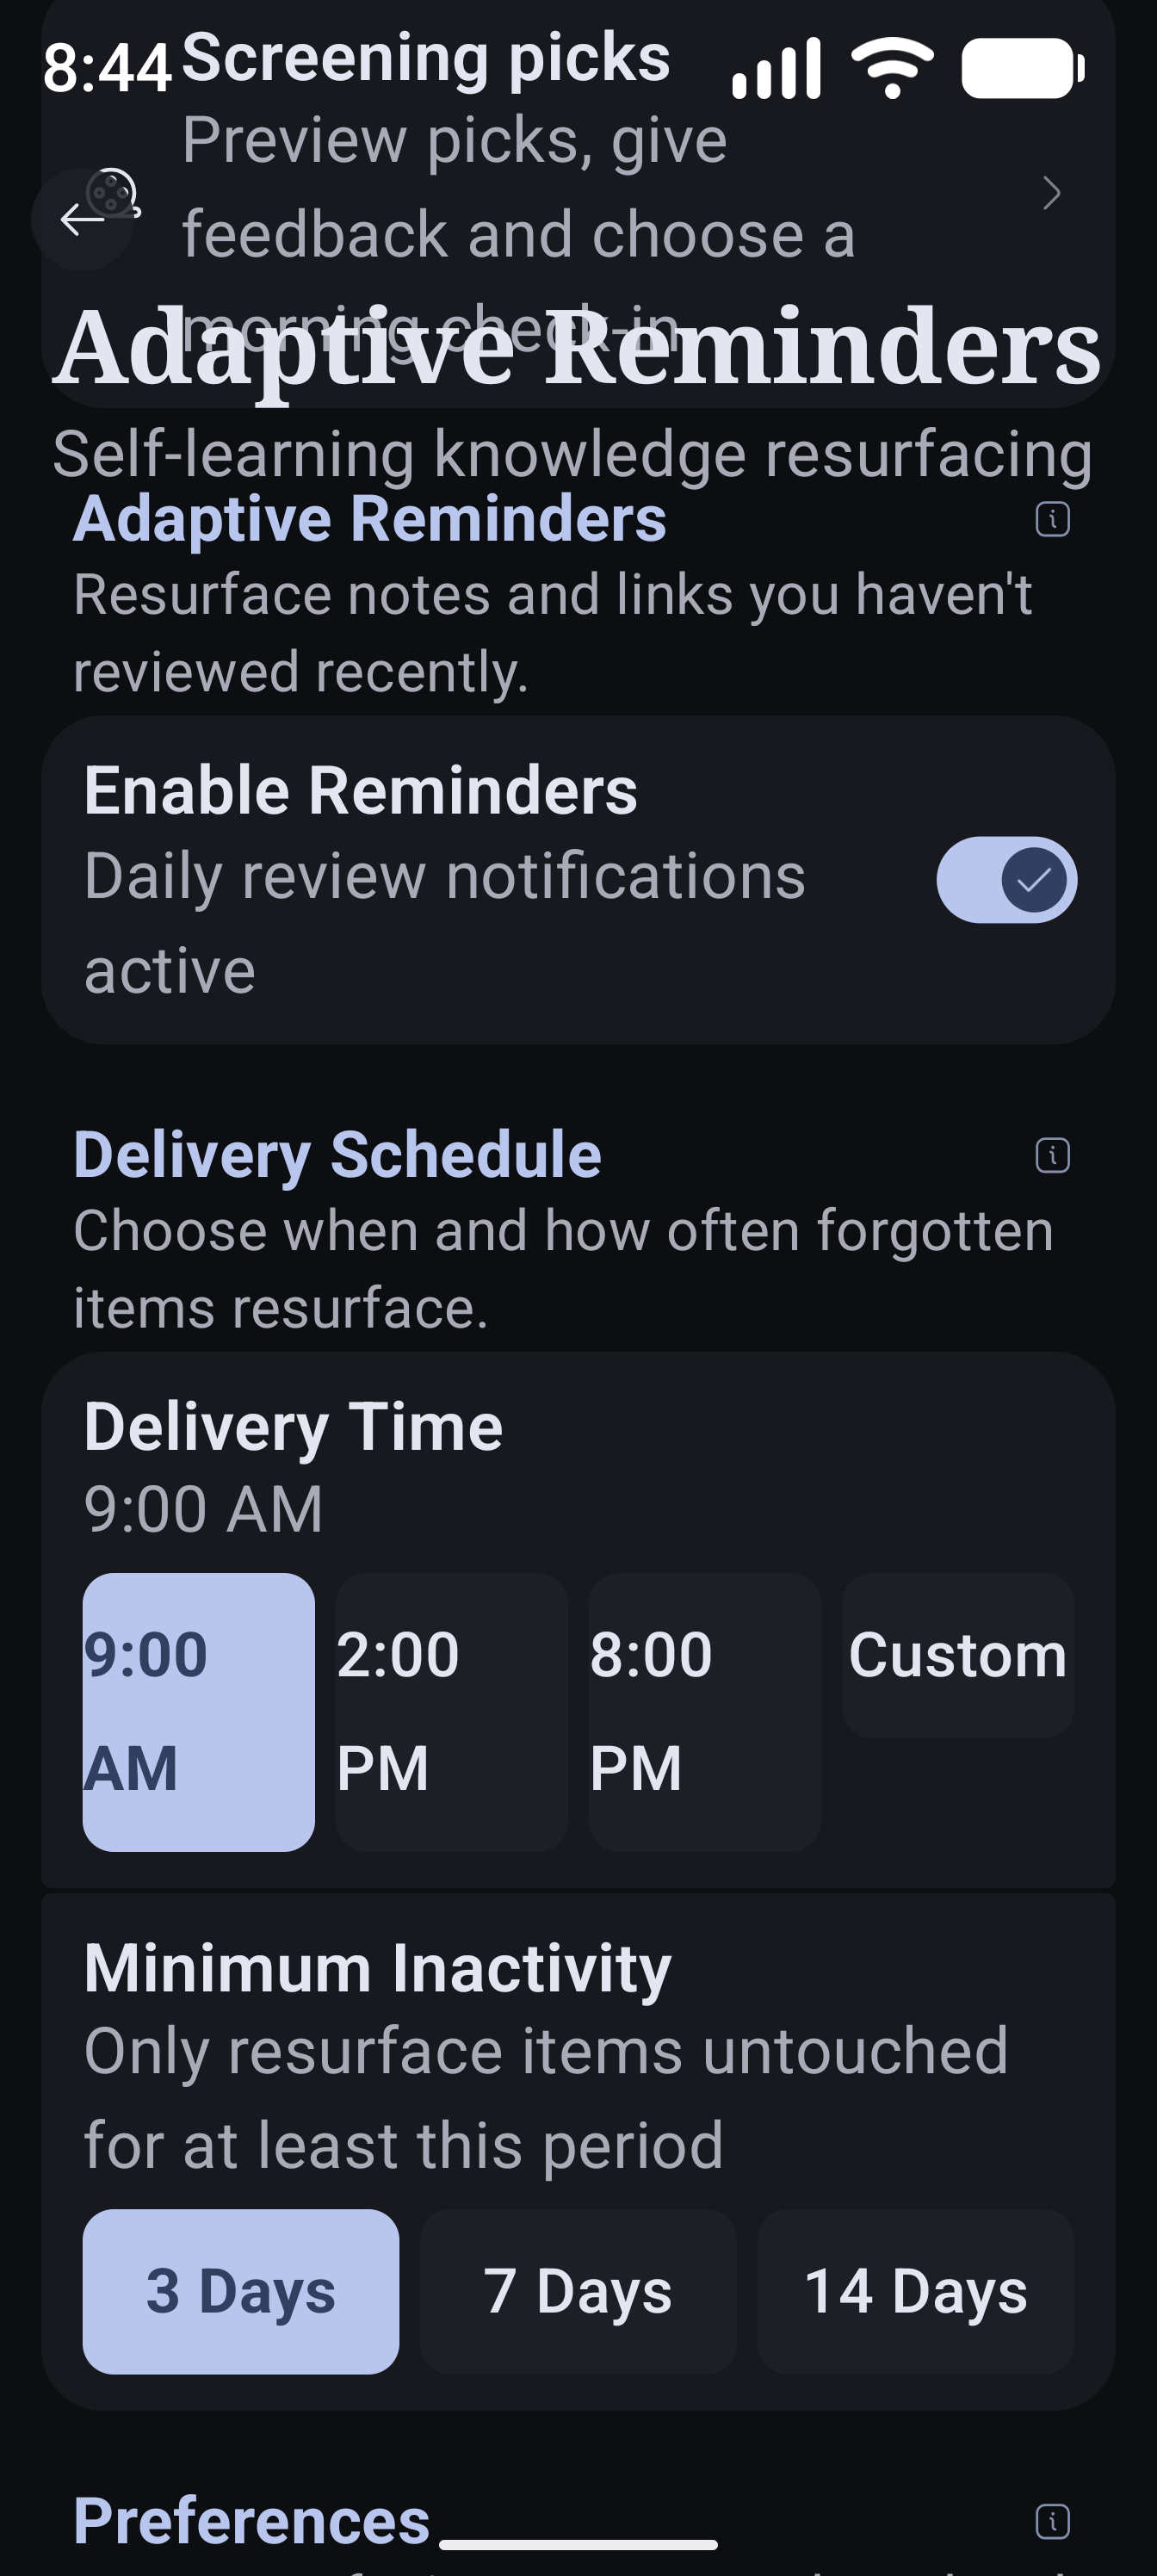 8:44
Screening picks
Preview picks, give
feedback and choose a
morning check-in
Adaptive Reminders
Self-learning knowledge resurfacing
Adaptive Reminders
Resurface notes and links you haven't
reviewed recently.
Enable Reminders
Daily review notifications
active
Delivery Schedule
Choose when and how often forgotten
items resurface.
Delivery Time
9:00 AM
9:00
AM
2:00
PM
8:00
PM
Custom
Minimum Inactivity
Only resurface items untouched
for at least this period
3 Days
7 Days
14 Days
Preferences